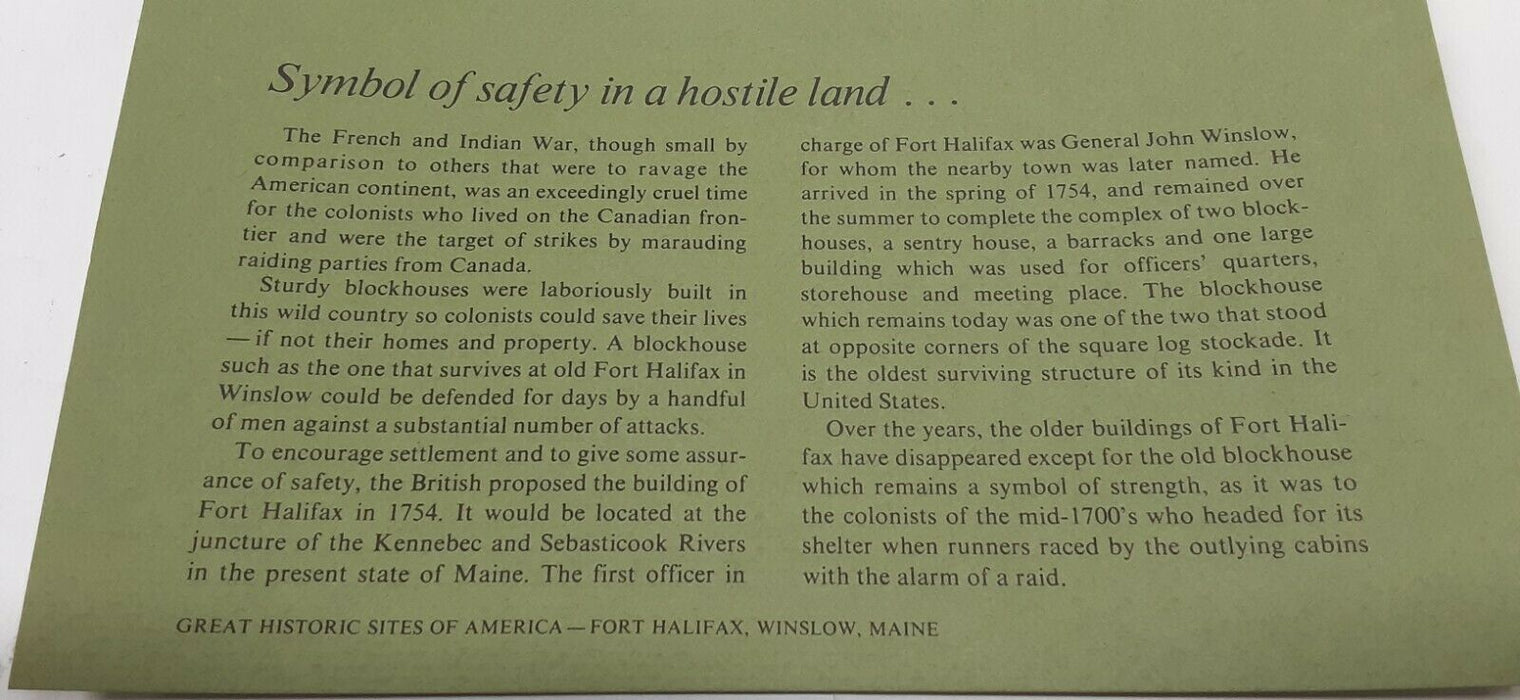 Symbol of safety in a hostile land . . .
The French and Indian War, though small by
comparison to others that were to ravage the
American continent, was an exceedingly cruel time
for the colonists who lived on the Canadian fron-
tier and were the target of strikes by marauding
raiding parties from Canada.
Sturdy blockhouses were laboriously built in
this wild country so colonists could save their lives
— if not their homes and property. A blockhouse
such as the one that survives at old Fort Halifax in
Winslow could be defended for days by a handful
of men against a substantial number of attacks.
To encourage settlement and to give some assur-
ance of safety, the British proposed the building of
Fort Halifax in 1754. It would be located at the
juncture of the Kennebec and Sebasticook Rivers
in the present state of Maine. The first officer in
charge of Fort Halifax was General John Winslow,
for whom the nearby town was later named. He
arrived in the spring of 1754, and remained over
the summer to complete the complex of two block-
houses, a sentry house, a barracks and one large
building which was used for officers' quarters,
storehouse and meeting place. The blockhouse
which remains today was one of the two that stood
at opposite corners of the square log stockade. It
is the oldest surviving structure of its kind in the
United States.
Over the years, the older buildings of Fort Hali-
fax have disappeared except for the old blockhouse
which remains a symbol of strength, as it was to
the colonists of the mid-1700's who headed for its
shelter when runners raced by the outlying cabins
with the alarm of a raid.
GREAT HISTORIC SITES OF AMERICA — FORT HALIFAX, WINSLOW, MAINE